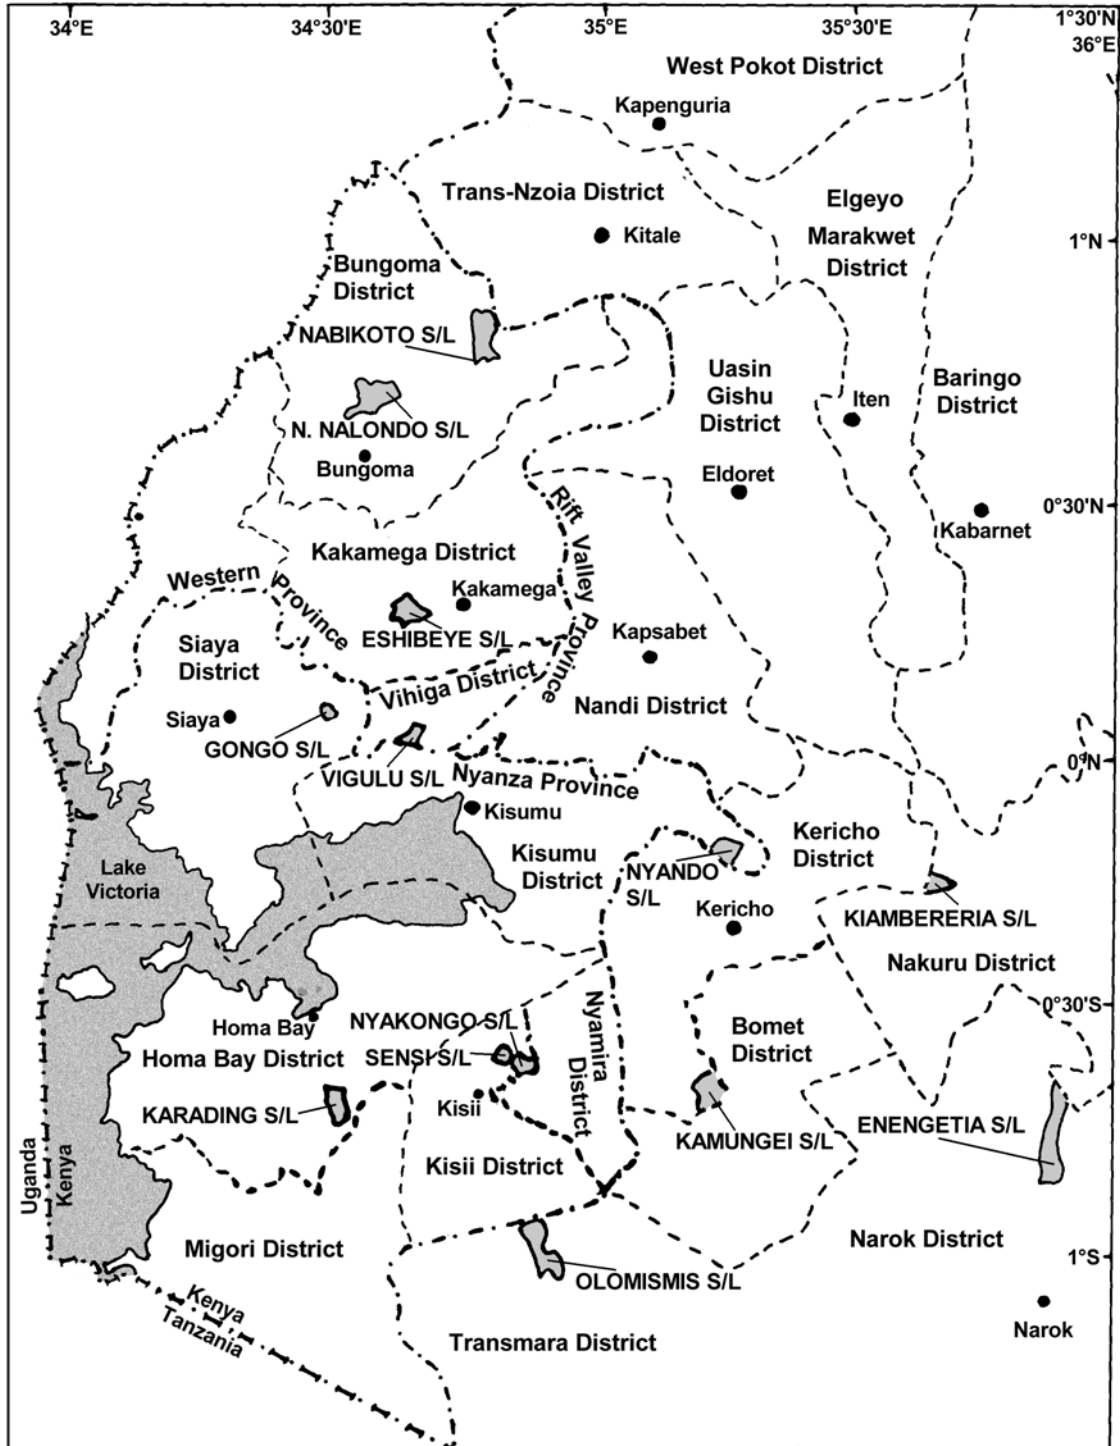 34°E
34°30'E
35°E
35°30'E
1°30'N
36°E
West Pokot District
Kapenguria
Trans-Nzoia District
Elgeyo
Marakwet
District
Kitale
1°N
Bungoma
District
NABIKOTO S/L
Uasin
Gishu
District
Iten
Baringo
District
N. NALONDO S/L
Bungoma
Eldoret
Rift Valley Province
0°30'N
Kabarnet
Kakamega District
Western Province
Kakamega
ESHIBEYE S/L
Kapsabet
Siaya
District
Vihiga District
Nandi District
Siaya
GONGO S/L
VIGULU S/L
Nyanza Province
0°N
Kisumu
Kericho
District
Lake
Victoria
Kisumu
District
NYANDO
S/L
Kericho
KIAMBERERIA S/L
Nakuru District
0°30'S
Homa Bay
NYAKONGO S/L
Nyamira
District
Bomet
District
Homa Bay District
SENSI S/L
KARADING S/L
Kisii
KAMUNGEI S/L
ENENGETIA S/L
Kisii District
Uganda
Kenya
Migori District
Narok District
1°S
OLOMISMIS S/L
Kenya
Tanzania
Transmara District
Narok